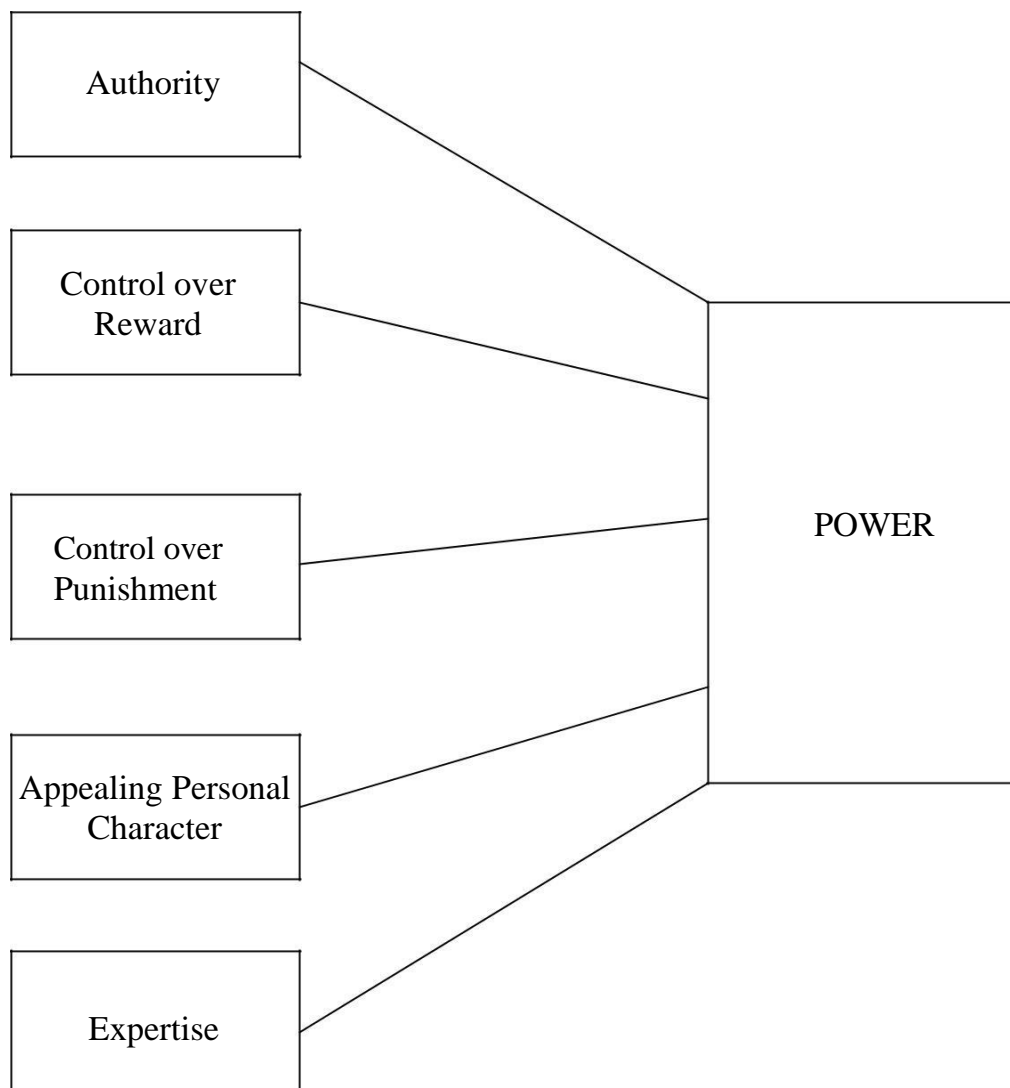 Authority
Control over
Reward
Control over
Punishment
POWER
Appealing Personal
Character
Expertise